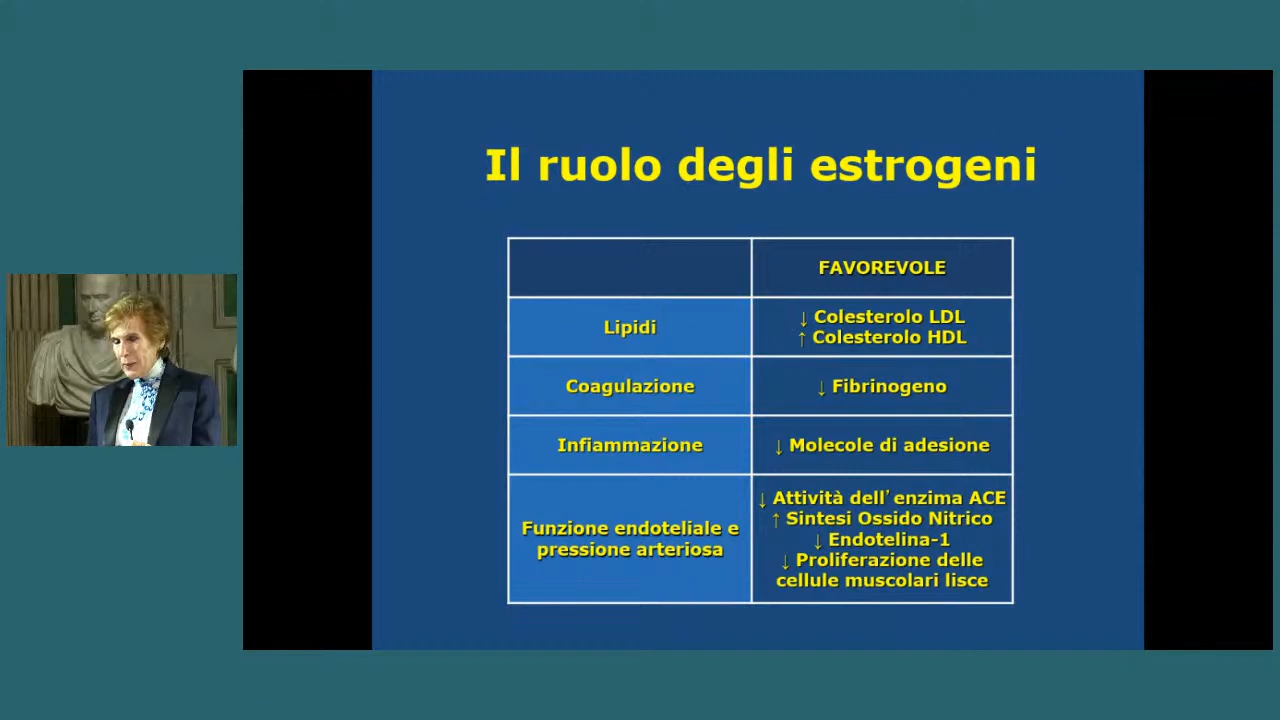 Il ruolo degli estrogeni
FAVOREVOLE
Lipidi
↓ Colesterolo LDL
↑ Colesterolo HDL
Coagulazione
↓ Fibrinogeno
Infiammazione
↓ Molecole di adesione
Funzione endoteliale e
pressione arteriosa
↓ Attività dell’enzima ACE
↑ Sintesi Ossido Nitrico
↓ Endotelina-1
↓ Proliferazione delle
cellule muscolari lisce